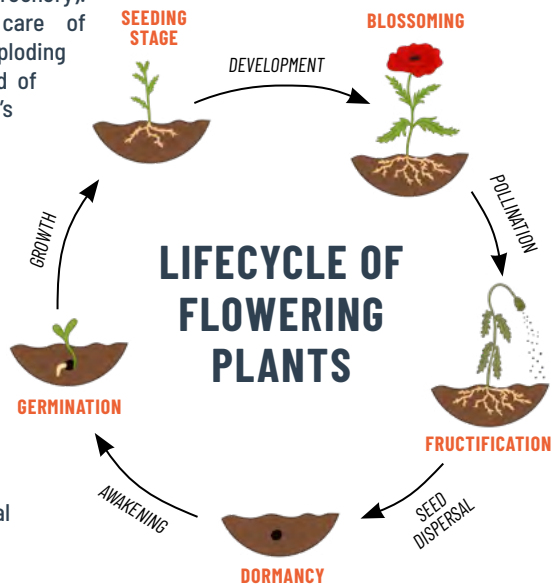 care of
ploding
d of
's
SEEDING
STAGE
BLOSSOMING
DEVELOPMENT
POLLINATION
GROWTH
LIFECYCLE OF
FLOWERING
PLANTS
GERMINATION
FRUCTIFICATION
AWAKENING
SEED
DISPERSAL
al
DORMANCY